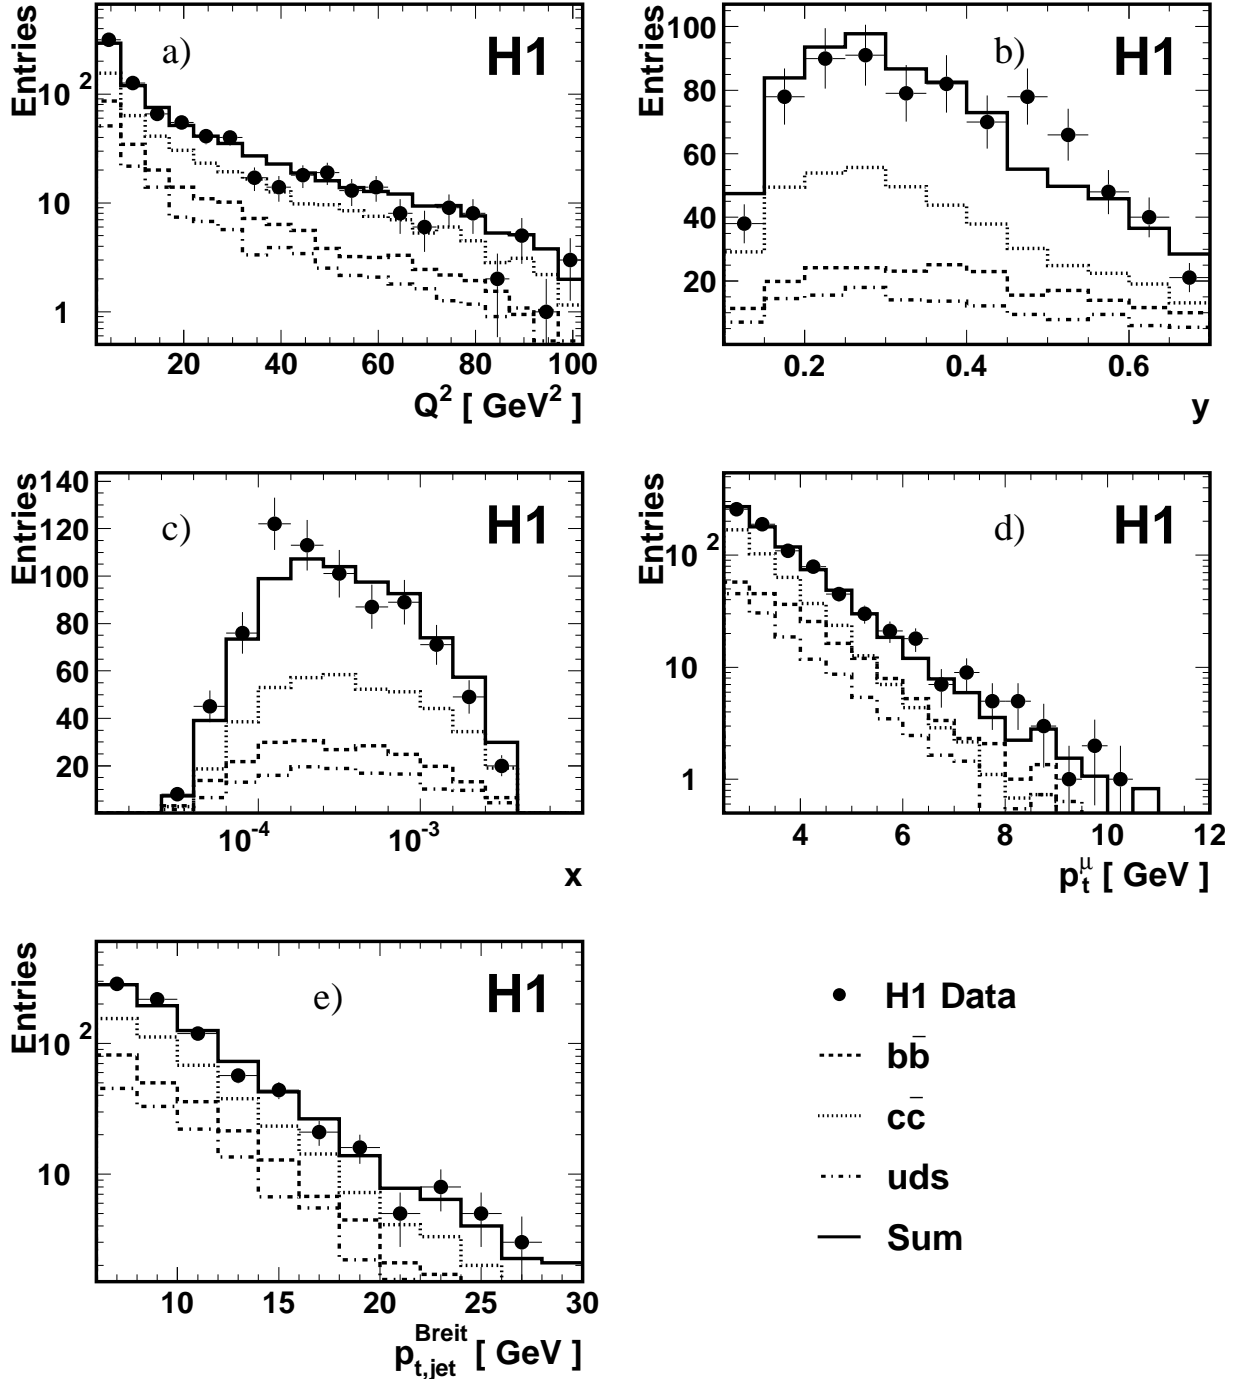 Entries
a)
H1
10²
10
1
20 40 60 80 100
Q² [ GeV² ]
Entries
b)
H1
100
80
60
40
20
0.2 0.4 0.6
y
Entries
c)
H1
140
120
100
80
60
40
20
10⁻⁴ 10⁻³
x
Entries
d)
H1
10²
10
1
4 6 8 10 12
pₜ^μ [ GeV ]
Entries
e)
H1
10²
10
10 15 20 25 30
p_{t,jet}^{Breit} [ GeV ]
H1 Data
bb̄
cc̄
uds
Sum